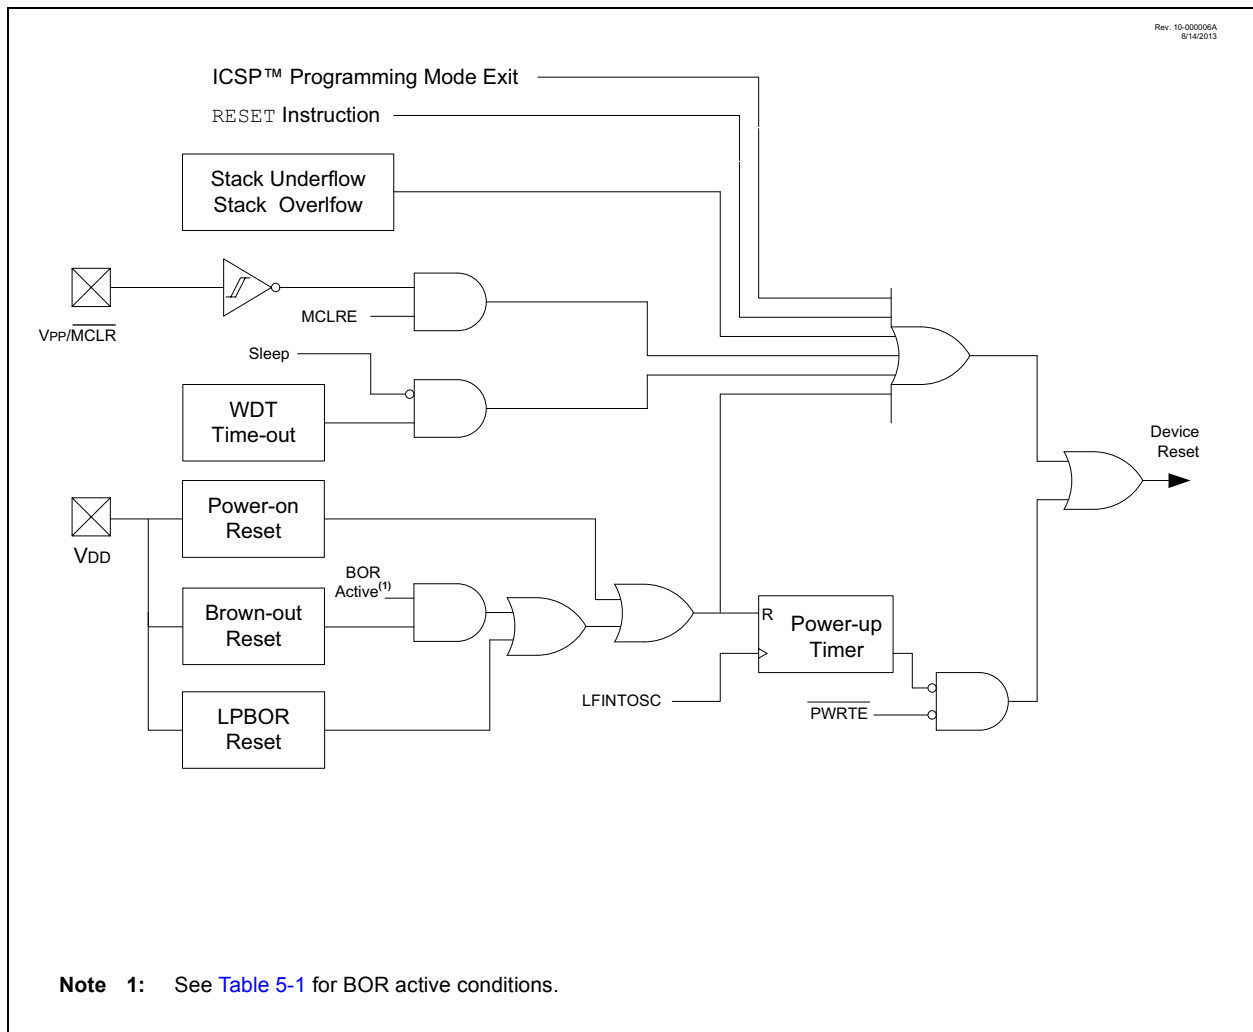 Rev. 10-000006A
8/14/2013
ICSP™ Programming Mode Exit
RESET Instruction
Stack Underflow
Stack Overlfow
VPP/MCLR
MCLRE
Sleep
WDT
Time-out
Device
Reset
VDD
Power-on
Reset
BOR
Active(1)
Brown-out
Reset
R
Power-up
Timer
LFINTOSC
PWRTE
LPBOR
Reset
Note 1: See Table 5-1 for BOR active conditions.